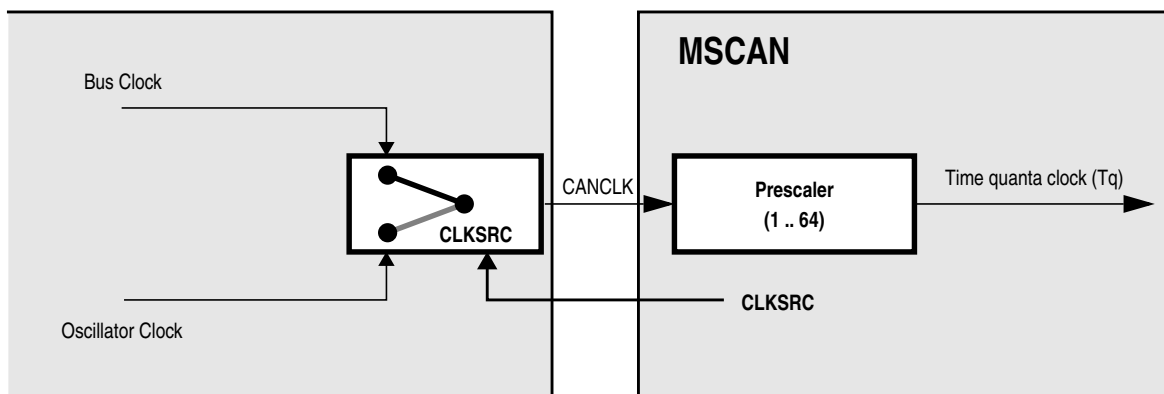 MSCAN
Bus Clock
CANCLK
Time quanta clock (Tq)
Prescaler
(1 .. 64)
CLKSRC
CLKSRC
Oscillator Clock